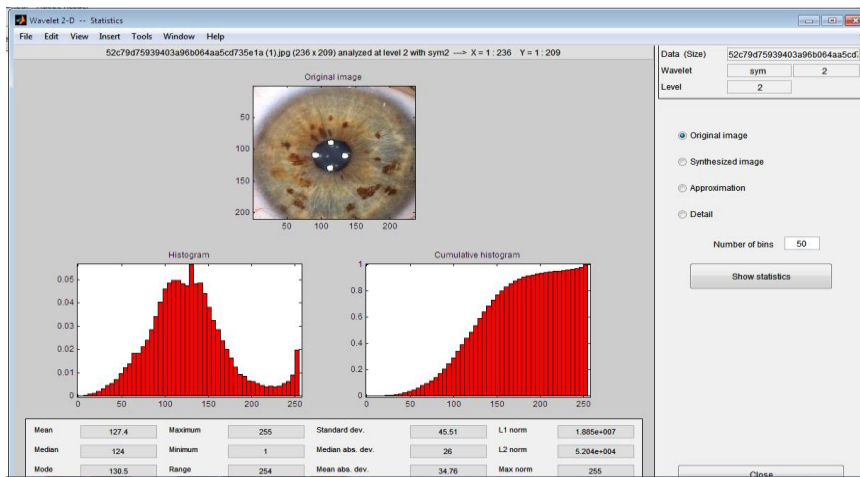 Wavelet 2-D -- Statistics
File Edit View Insert Tools Window Help
52c79d75939403a96b064aa5cd735e1a (1).jpg (236 x 209) analyzed at level 2 with sym2 ---> X = 1 : 236 Y = 1 : 209
Data (Size) 52c79d75939403a96b064aa5cd7
Wavelet sym 2
Level 2
Original image
50
100
150
200
50 100 150 200
Original image
Synthesized image
Approximation
Detail
Number of bins 50
Show statistics
Histogram
0.05
0.04
0.03
0.02
0.01
0
0 50 100 150 200 250
Cumulative histogram
1
0.8
0.6
0.4
0.2
0
0 50 100 150 200 250
Mean 127.4 Maximum 255 Standard dev. 45.51 L1 norm 1.885e+007
Median 124 Minimum 1 Median abs. dev. 26 L2 norm 5.204e+004
Mode 130.5 Range 254 Mean abs. dev. 34.76 Max norm 255
Close